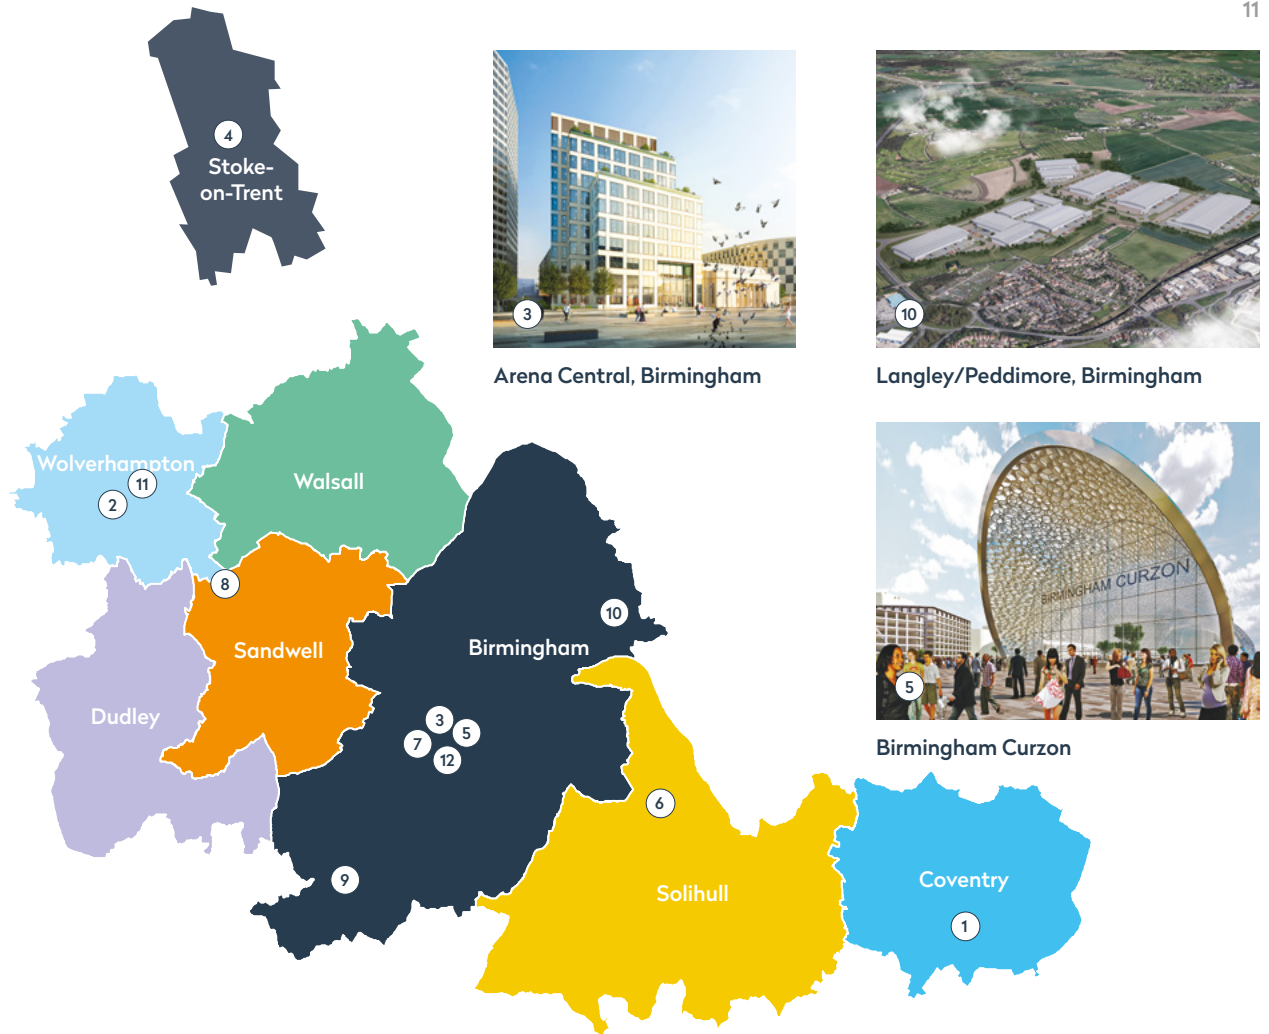 11
4
Stoke-
on-Trent
3
10
Arena Central, Birmingham
Langley/Peddimore, Birmingham
BIRMINGHAM CURZON
5
Birmingham Curzon
Wolverhampton
11
2
Walsall
8
Sandwell
10
Birmingham
Dudley
3
5
7
12
6
9
Solihull
Coventry
1